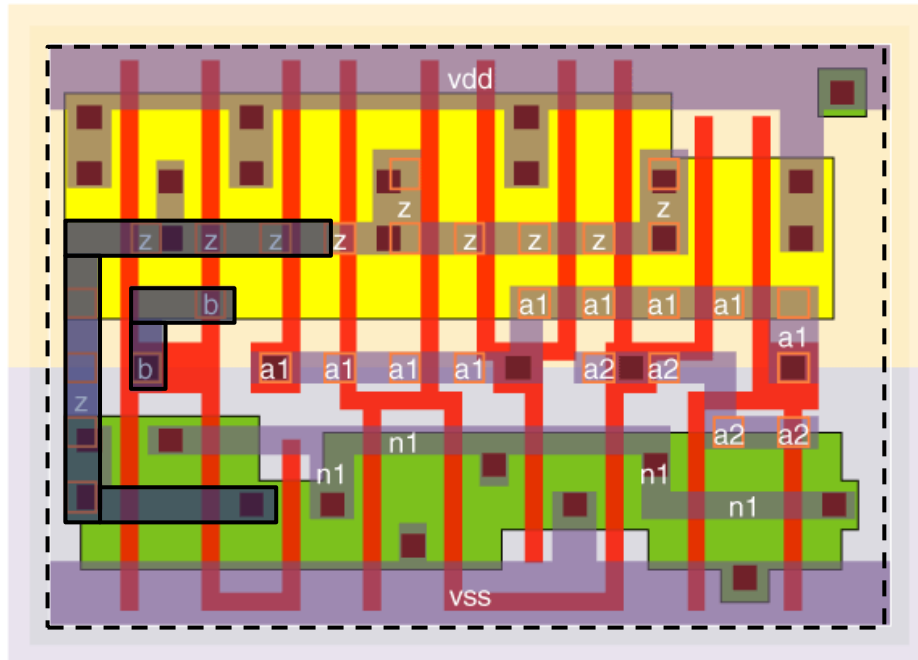 vdd
z
z
z z z z z z z z
b a1 a1 a1 a1
a1
b a1 a1 a1 a1 a2 a2
z
n1 a2 a2
n1 n1
n1
vss